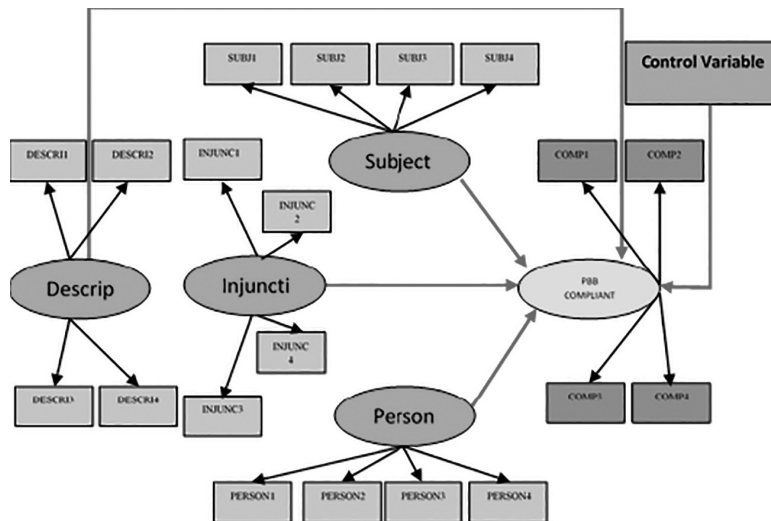 SUBJ1
SUBJ2
SUBJ3
SUBJ4
Control Variable
DESCRI1
DESCRI2
INJUNC1
Subject
COMP1
COMP2
INJUNC
2
Descrip
Injuncti
PBB
COMPLIANT
INJUNC
4
DESCRI3
DESCRI4
INJUNC3
Person
COMP3
COMP4
PERSON1
PERSON2
PERSON3
PERSON4